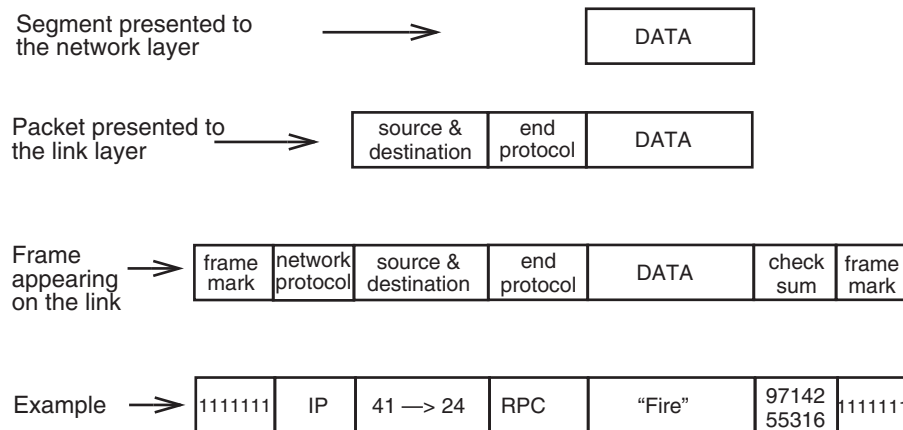 Segment presented to
the network layer
DATA
Packet presented to
the link layer
source &
destination
end
protocol
DATA
Frame
appearing
on the link
frame
mark
network
protocol
source &
destination
end
protocol
DATA
check
sum
frame
mark
Example
1111111
IP
41 —> 24
RPC
“Fire”
97142
55316
1111111